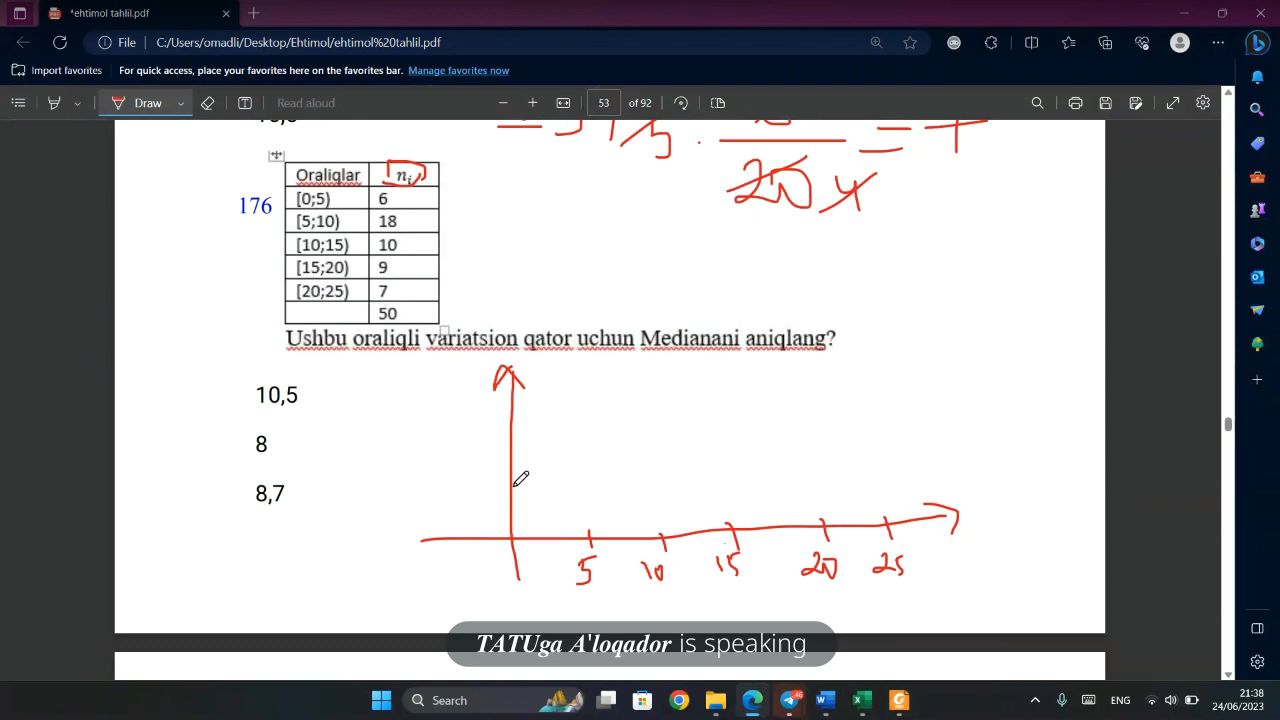 *ehtimol tahlil.pdf
File
C:/Users/omadli/Desktop/Ehtimol/ehtimol%20tahlil.pdf
Import favorites
For quick access, place your favorites here on the favorites bar. Manage favorites now
Draw
Read aloud
53 of 92
20 4
176
Oraliqlar nᵢ
[0;5) 6
[5;10) 18
[10;15) 10
[15;20) 9
[20;25) 7
50
Ushbu oraliqli variatsion qator uchun Medianani aniqlang?
10,5
8
8,7
5 10 15 20 25
TATUga A'loqador is speaking
Search
46
ENG
21:38
24/06/2023